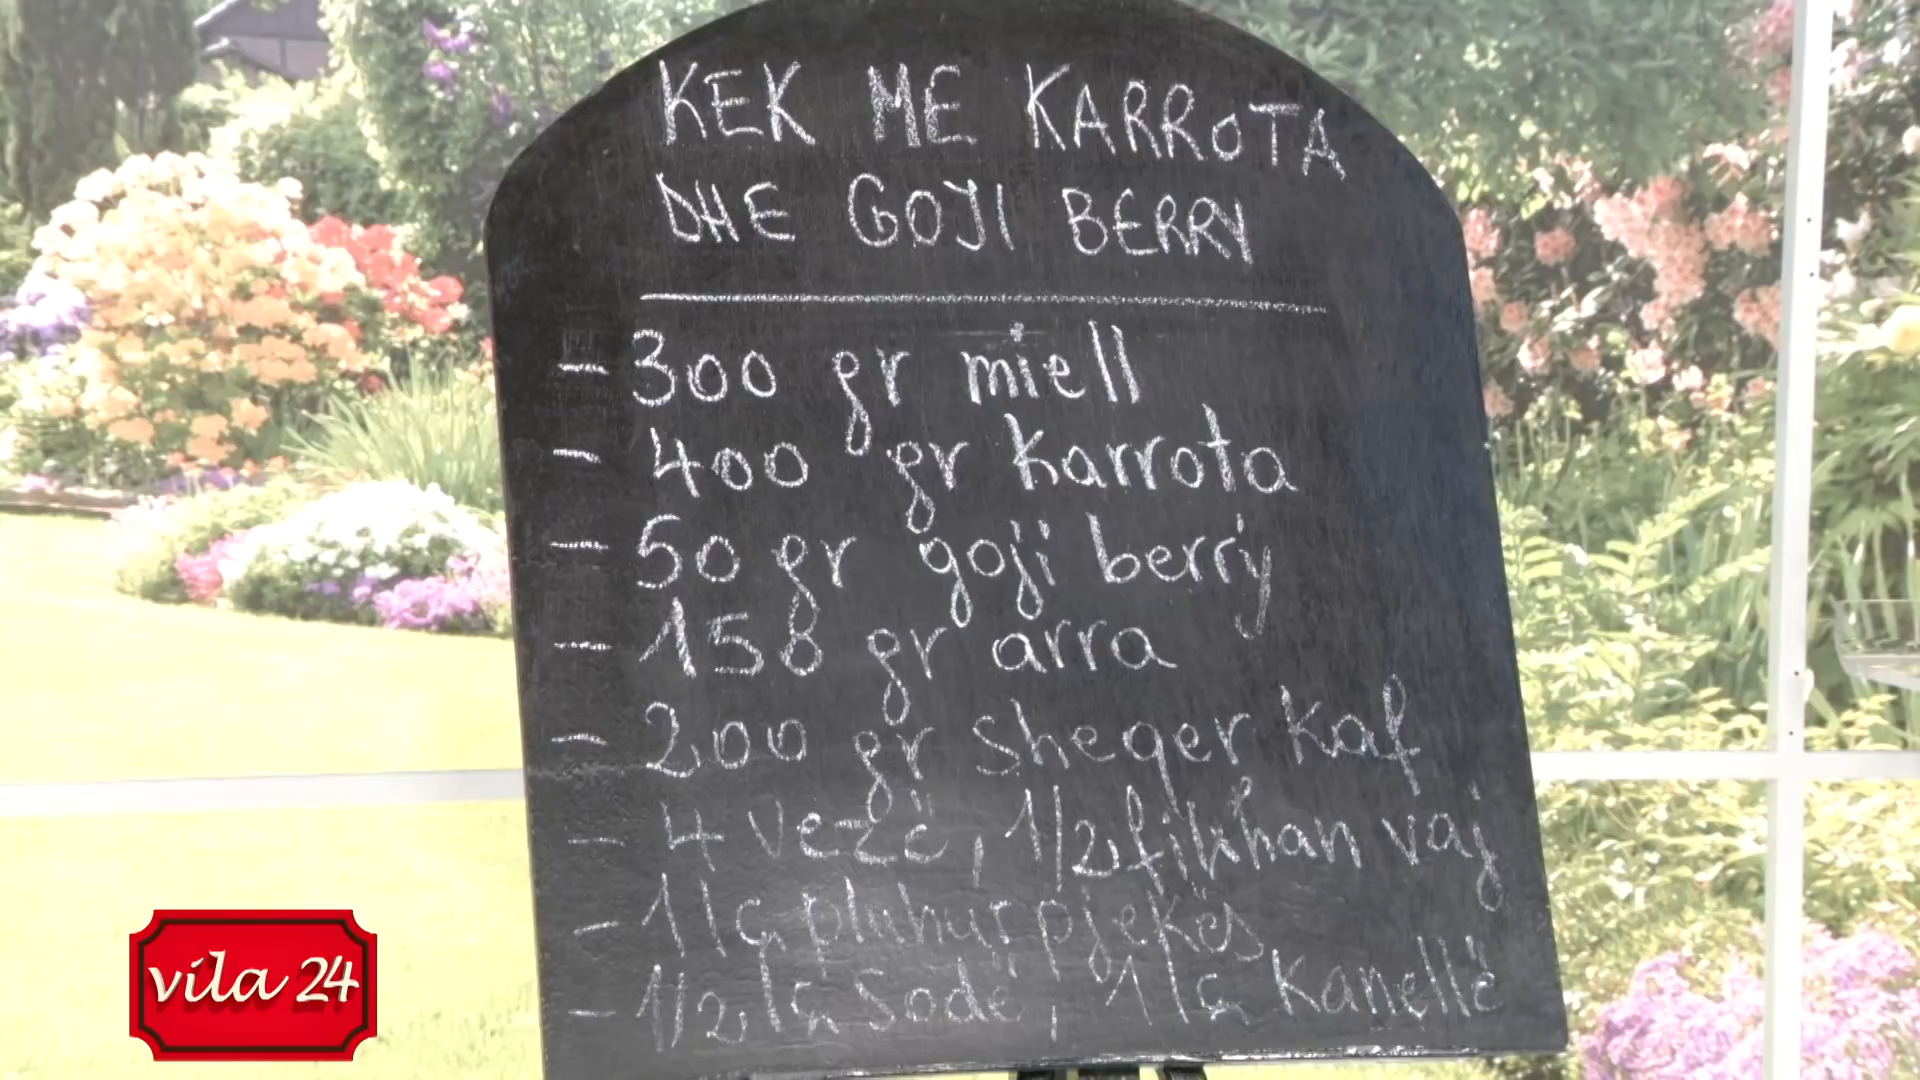 KEK ME KARROTA
DHE GOJI BERRY
- 300 gr miell
- 400 gr karrota
- 50 gr goji berry
- 150 gr arra
- 200 gr sheqer kaf
- 4 vezë, 1/2 filxhan vaj
- 1 lç pluhur pjekës
- 1/2 lç sodë, 1 lç kanellë
vila 24